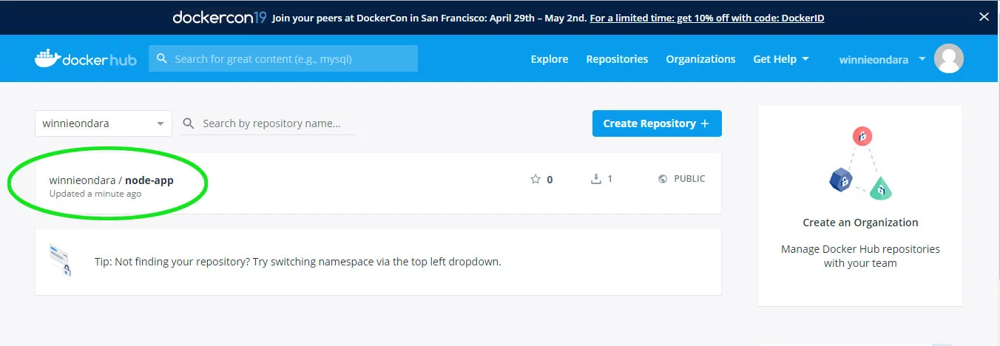 dockercon19 Join your peers at DockerCon in San Francisco: April 29th – May 2nd. For a limited time: get 10% off with code: DockerID
docker hub
Search for great content (e.g., mysql)
Explore
Repositories
Organizations
Get Help
winnieondara
winnieondara
Search by repository name...
Create Repository +
winnieondara / node-app
Updated a minute ago
0
1
PUBLIC
Tip: Not finding your repository? Try switching namespace via the top left dropdown.
Create an Organization
Manage Docker Hub repositories
with your team